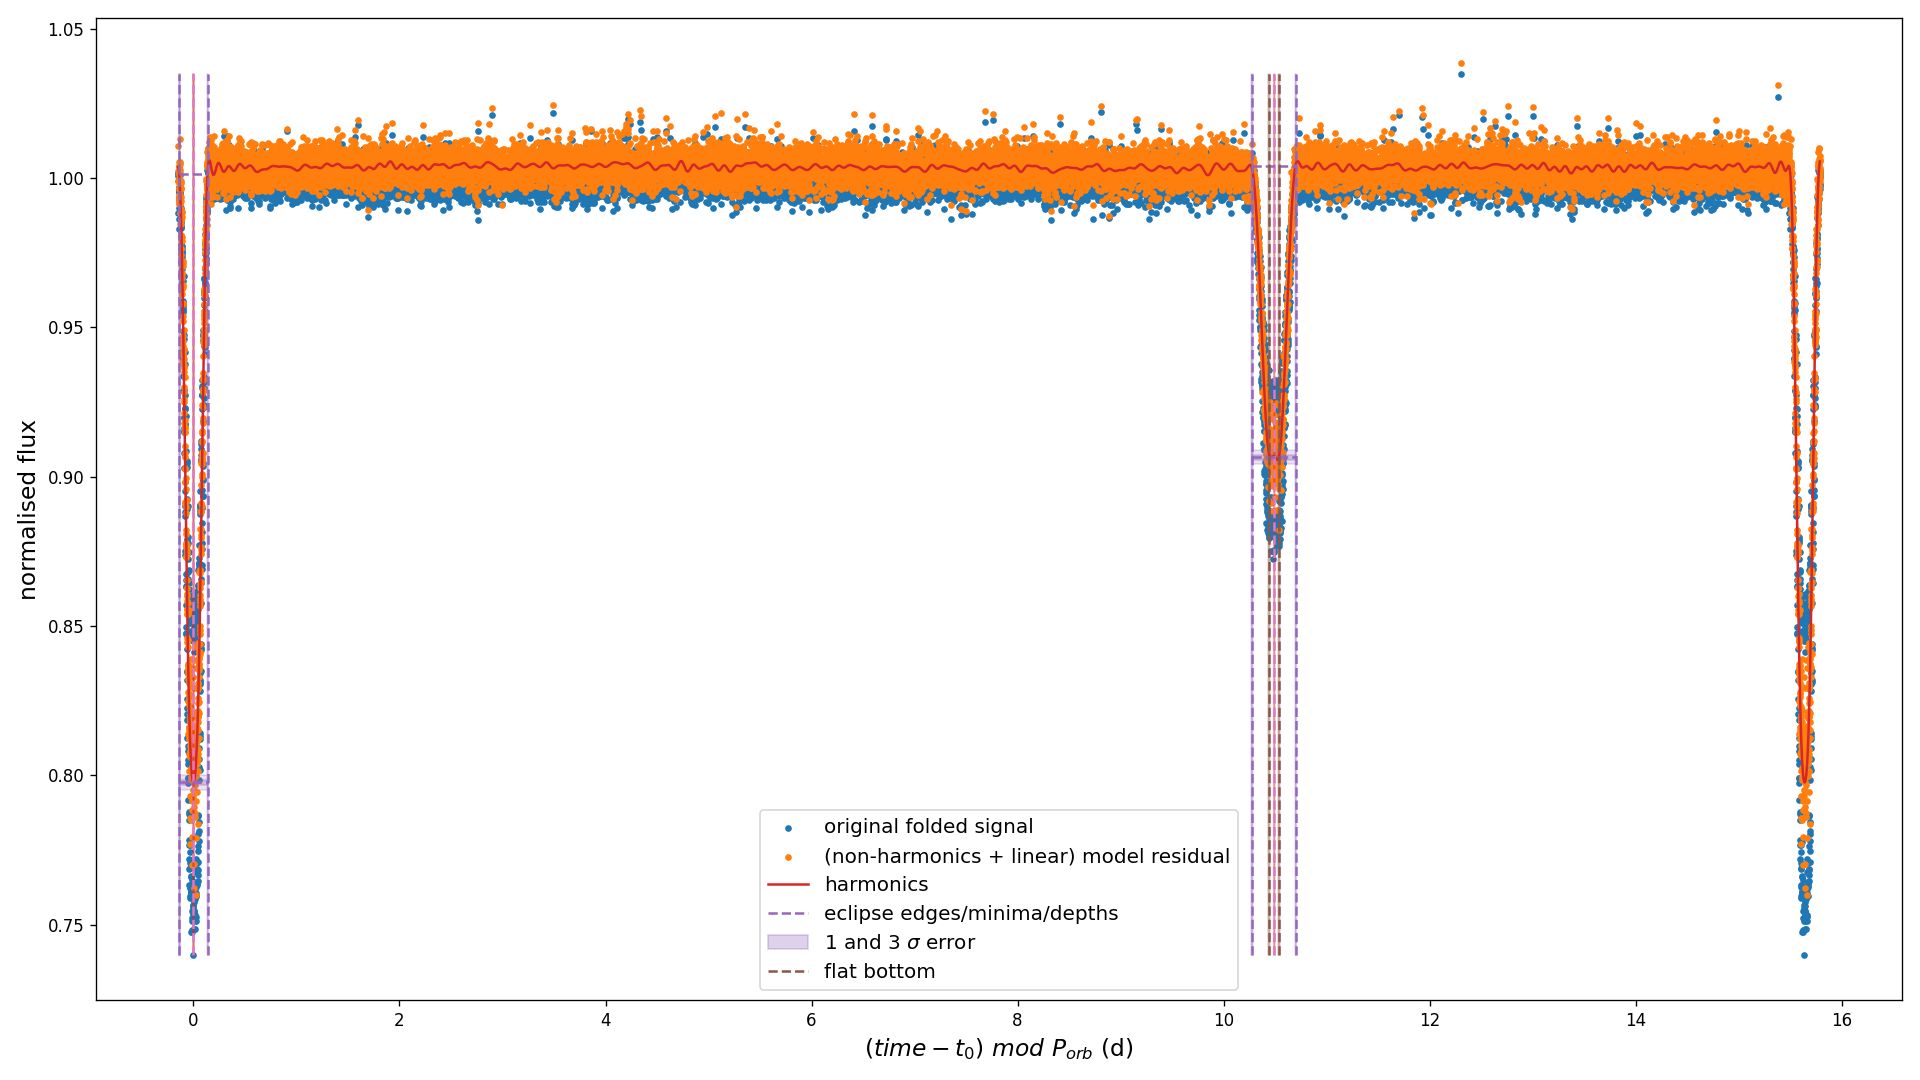 1.05
1.00
0.95
0.90
0.85
0.80
0.75
normalised flux
original folded signal
(non-harmonics + linear) model residual
harmonics
eclipse edges/minima/depths
1 and 3 σ error
flat bottom
0 2 4 6 8 10 12 14 16
(time − t₀) mod P_orb (d)